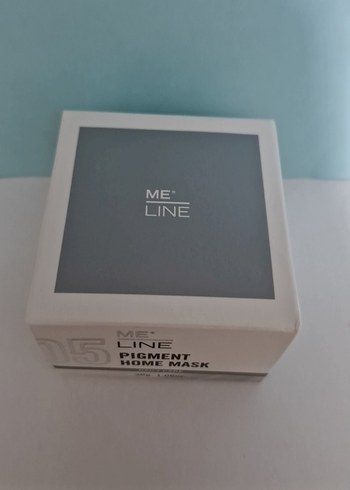 ME+
LINE
05
ME+
LINE
PIGMENT
HOME MASK